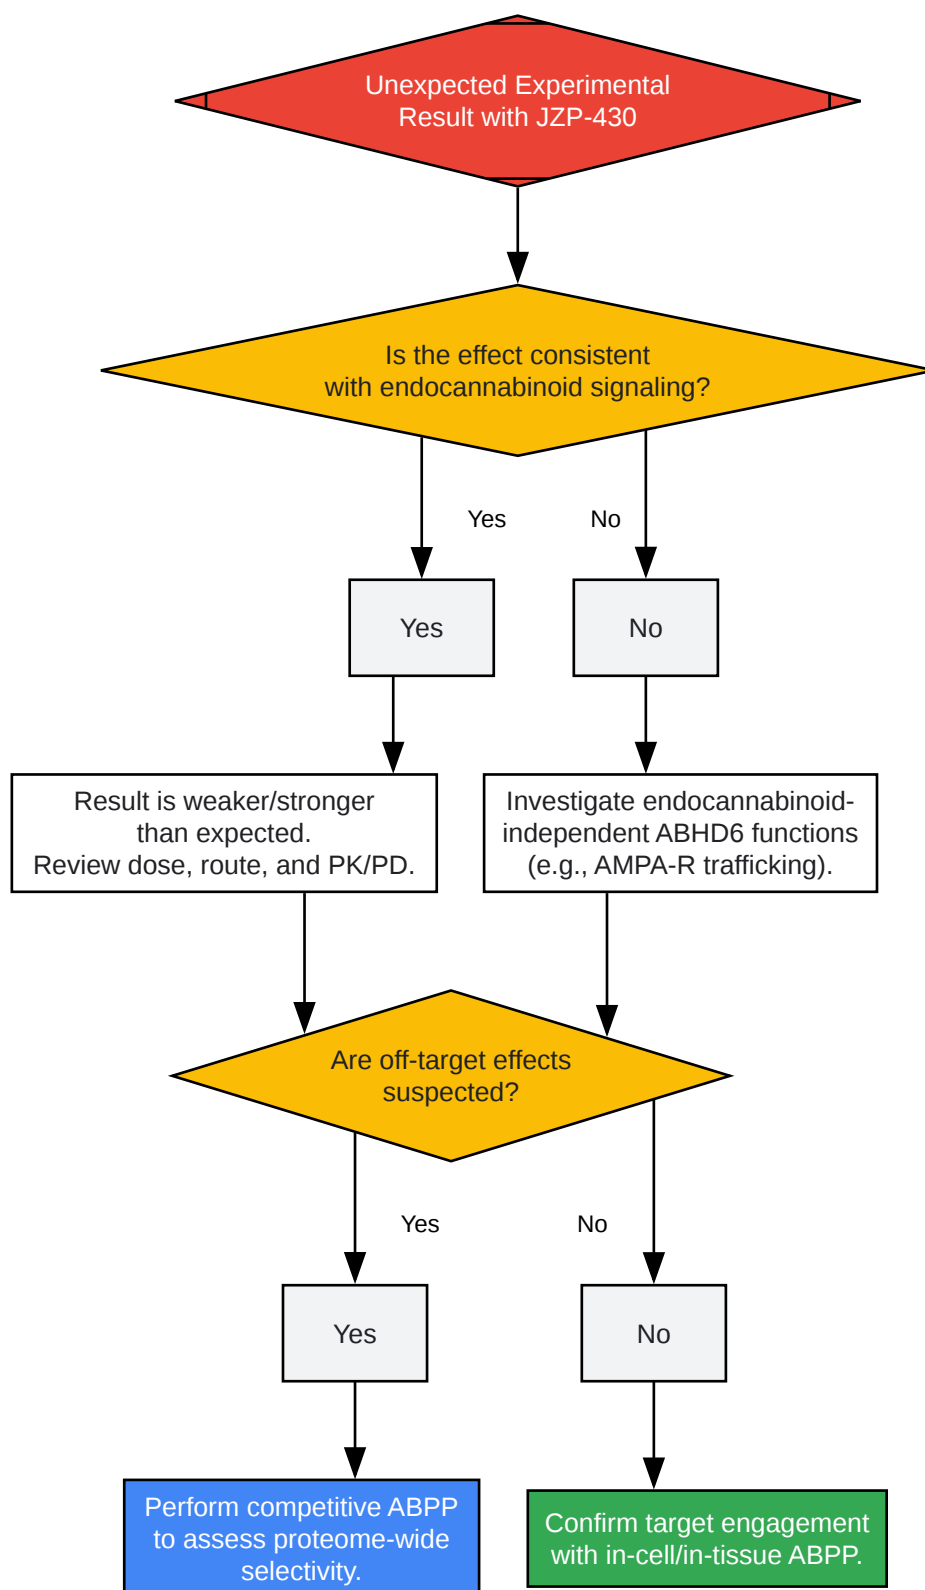 Unexpected Experimental
Result with JZP-430
Is the effect consistent
with endocannabinoid signaling?
Yes
No
Yes
No
Result is weaker/stronger
than expected.
Review dose, route, and PK/PD.
Investigate endocannabinoid-
independent ABHD6 functions
(e.g., AMPA-R trafficking).
Are off-target effects
suspected?
Yes
No
Yes
No
Perform competitive ABPP
to assess proteome-wide
selectivity.
Confirm target engagement
with in-cell/in-tissue ABPP.